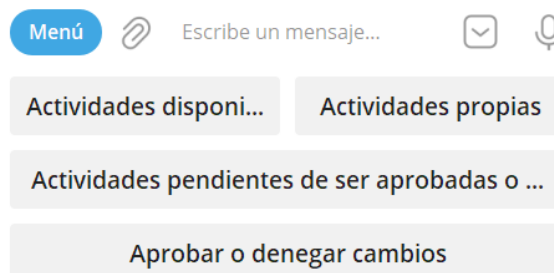 Menú Escribe un mensaje...
Actividades disponi... Actividades propias
Actividades pendientes de ser aprobadas o ...
Aprobar o denegar cambios